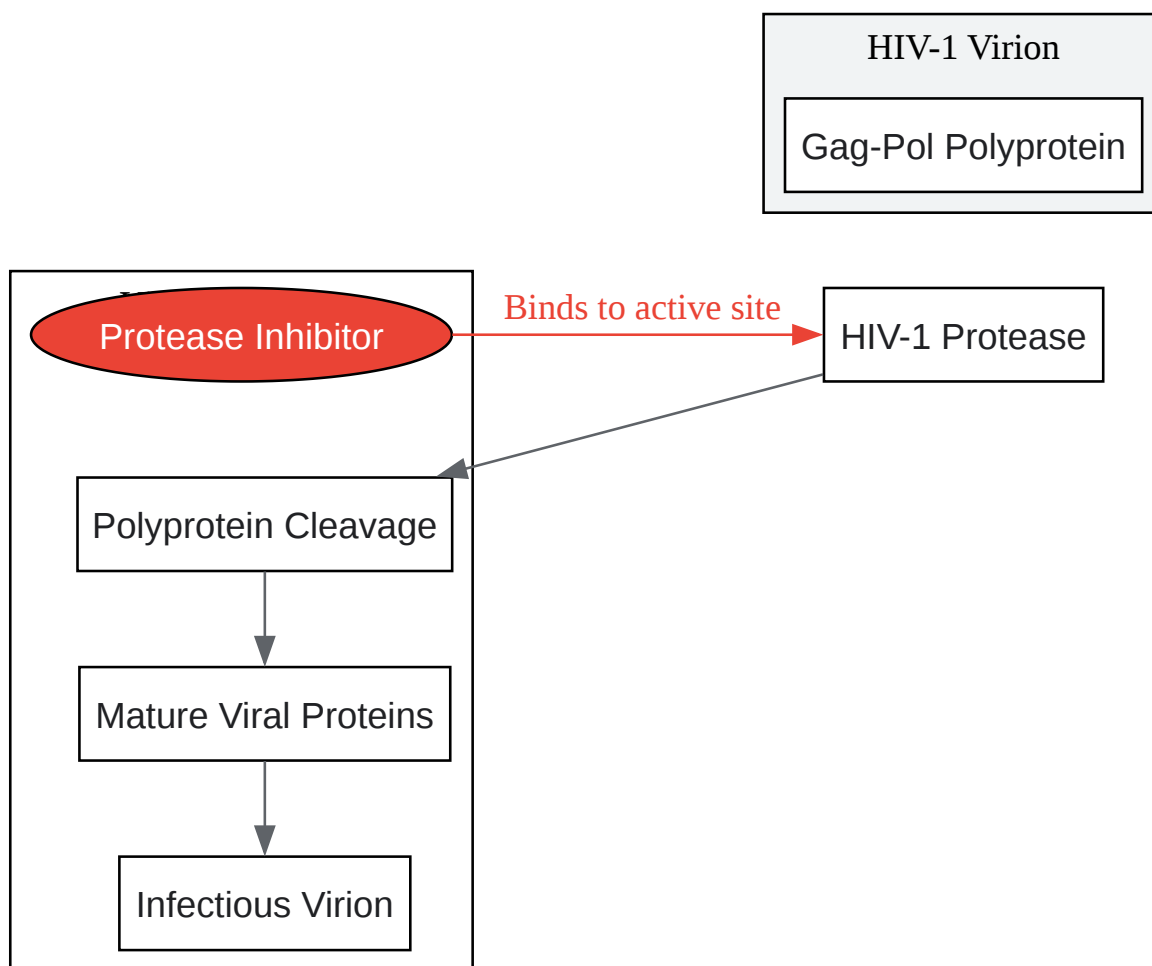 HIV-1 Virion
Gag-Pol Polyprotein
Protease Inhibitor
Binds to active site
HIV-1 Protease
Polyprotein Cleavage
Mature Viral Proteins
Infectious Virion